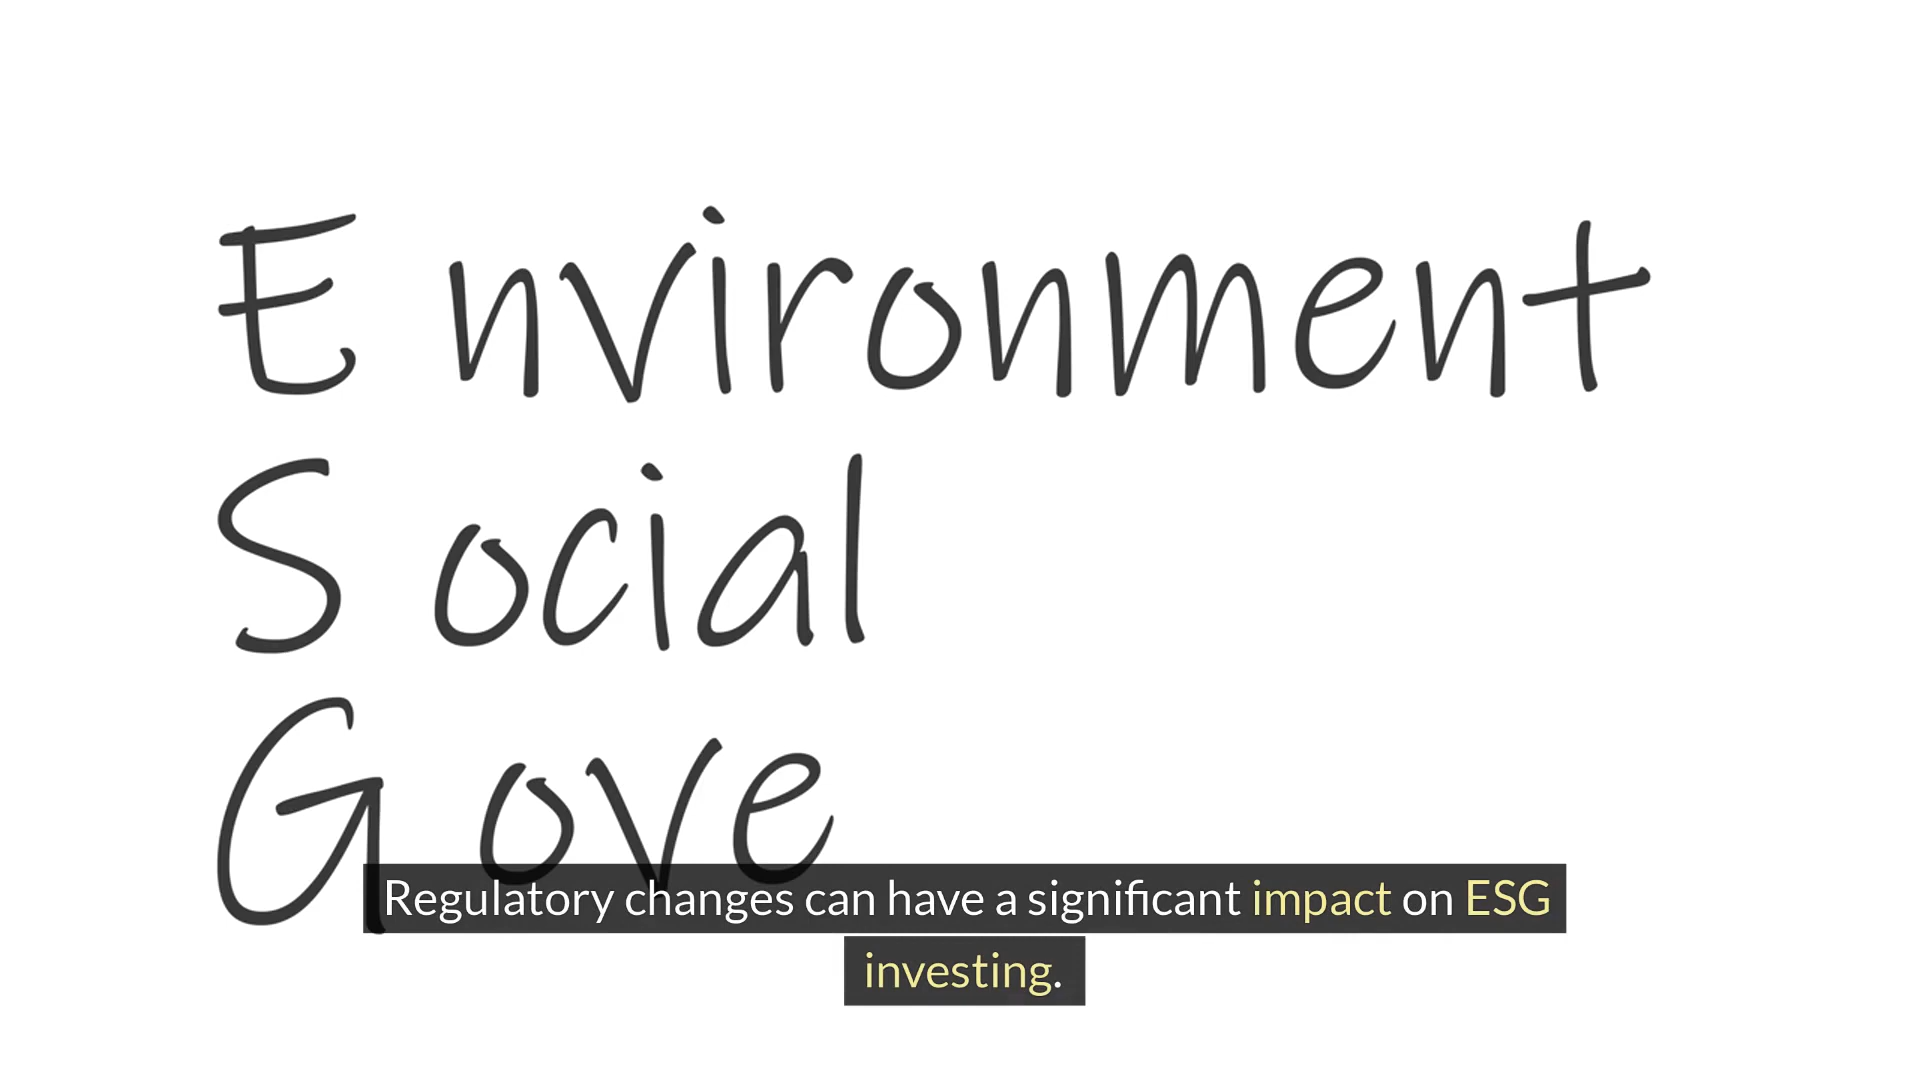 E nvironment
S ocial
G ove
Regulatory changes can have a significant impact on ESG
investing.